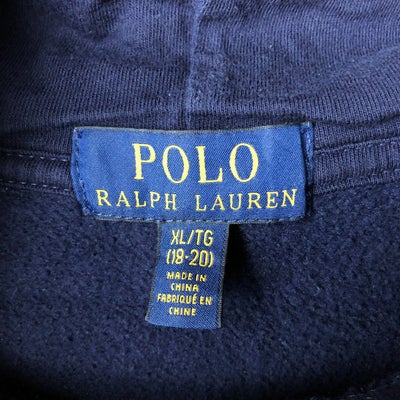 POLO
RALPH LAUREN
XL/TG
(18-20)
MADE IN
CHINA
FABRIQUÉ EN
CHINE